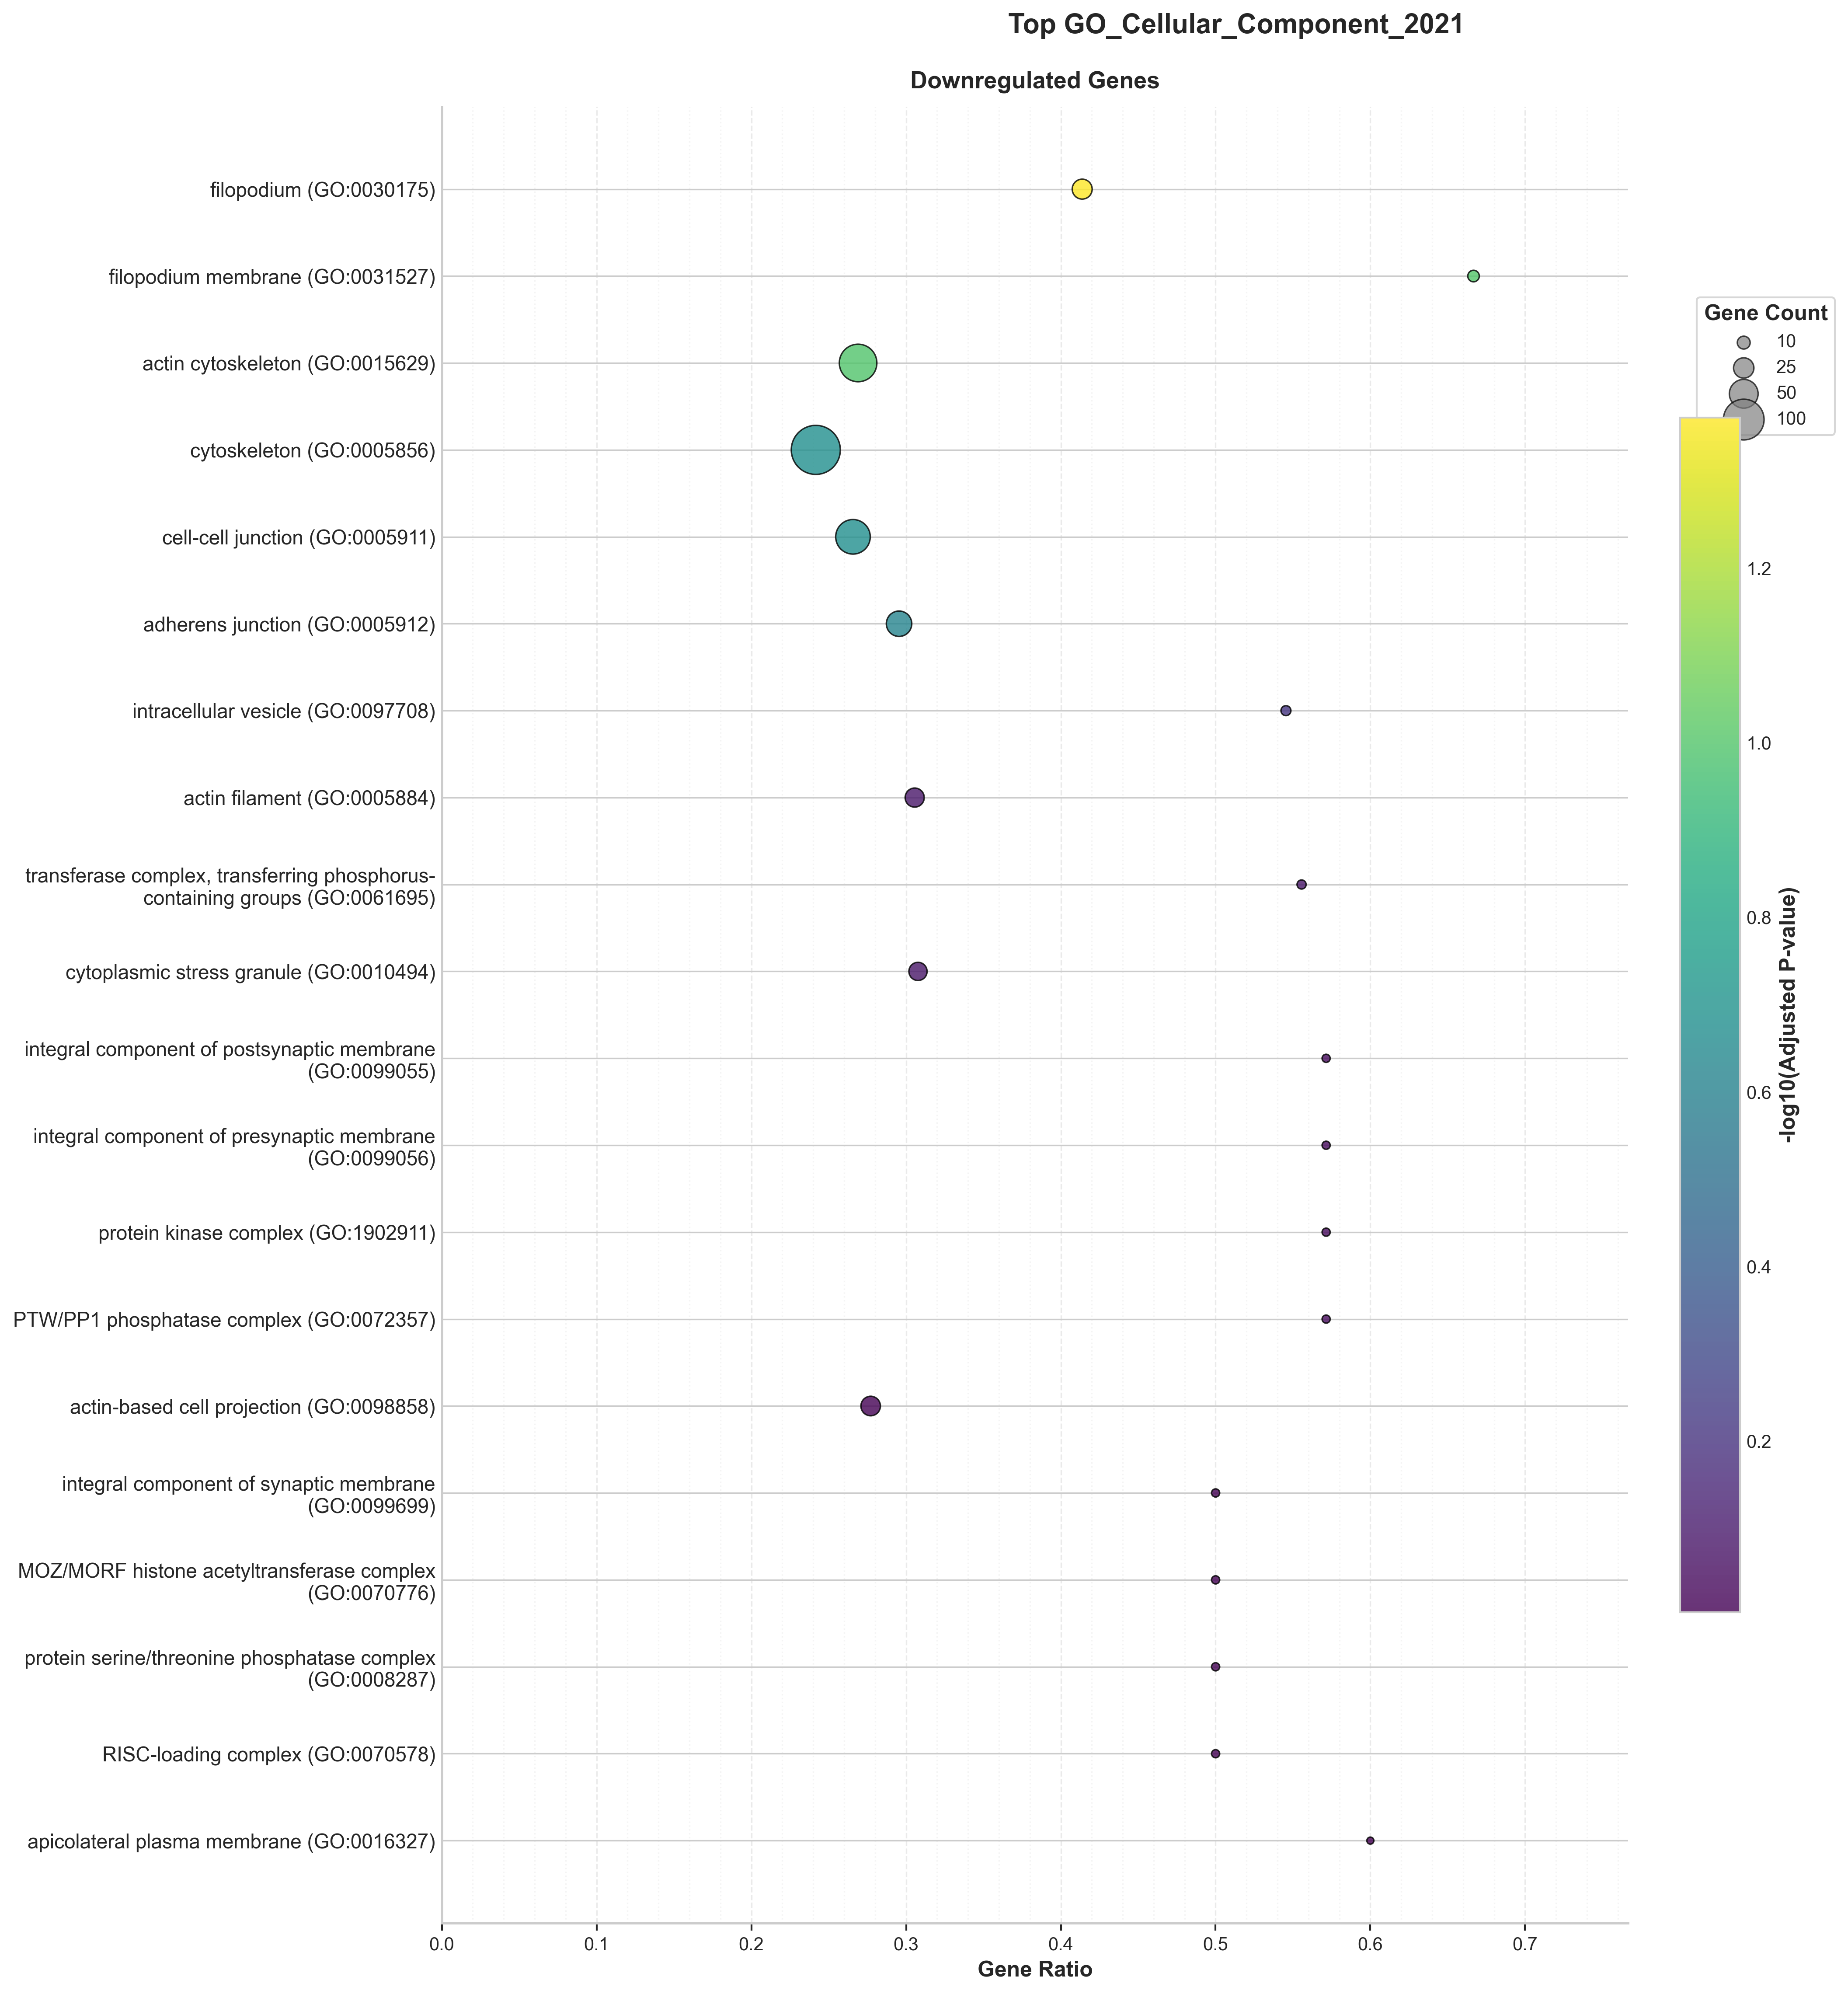 Top GO_Cellular_Component_2021
Downregulated Genes
filopodium (GO:0030175)
filopodium membrane (GO:0031527)
actin cytoskeleton (GO:0015629)
cytoskeleton (GO:0005856)
cell-cell junction (GO:0005911)
adherens junction (GO:0005912)
intracellular vesicle (GO:0097708)
actin filament (GO:0005884)
transferase complex, transferring phosphorus-
containing groups (GO:0061695)
cytoplasmic stress granule (GO:0010494)
integral component of postsynaptic membrane
(GO:0099055)
integral component of presynaptic membrane
(GO:0099056)
protein kinase complex (GO:1902911)
PTW/PP1 phosphatase complex (GO:0072357)
actin-based cell projection (GO:0098858)
integral component of synaptic membrane
(GO:0099699)
MOZ/MORF histone acetyltransferase complex
(GO:0070776)
protein serine/threonine phosphatase complex
(GO:0008287)
RISC-loading complex (GO:0070578)
apicolateral plasma membrane (GO:0016327)
0.0 0.1 0.2 0.3 0.4 0.5 0.6 0.7
Gene Ratio
Gene Count
10
25
50
100
1.2
1.0
0.8
0.6
0.4
0.2
-log10(Adjusted P-value)